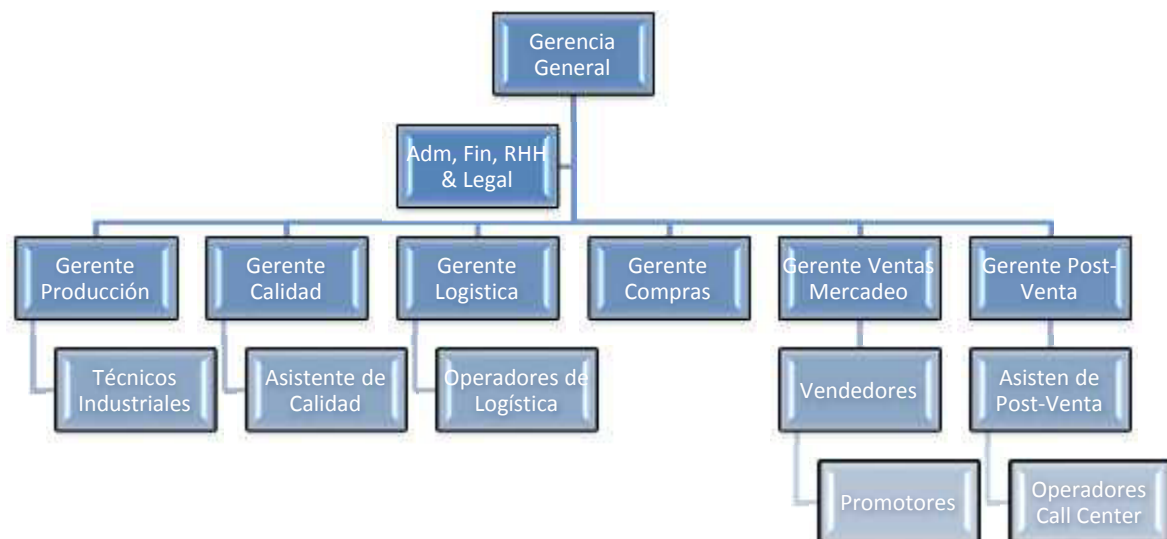 Gerencia
General
Adm, Fin, RHH
& Legal
Gerente
Producción
Gerente
Calidad
Gerente
Logistica
Gerente
Compras
Gerente Ventas
Mercadeo
Gerente Post-
Venta
Técnicos
Industriales
Asistente de
Calidad
Operadores de
Logística
Vendedores
Asisten de
Post-Venta
Promotores
Operadores
Call Center